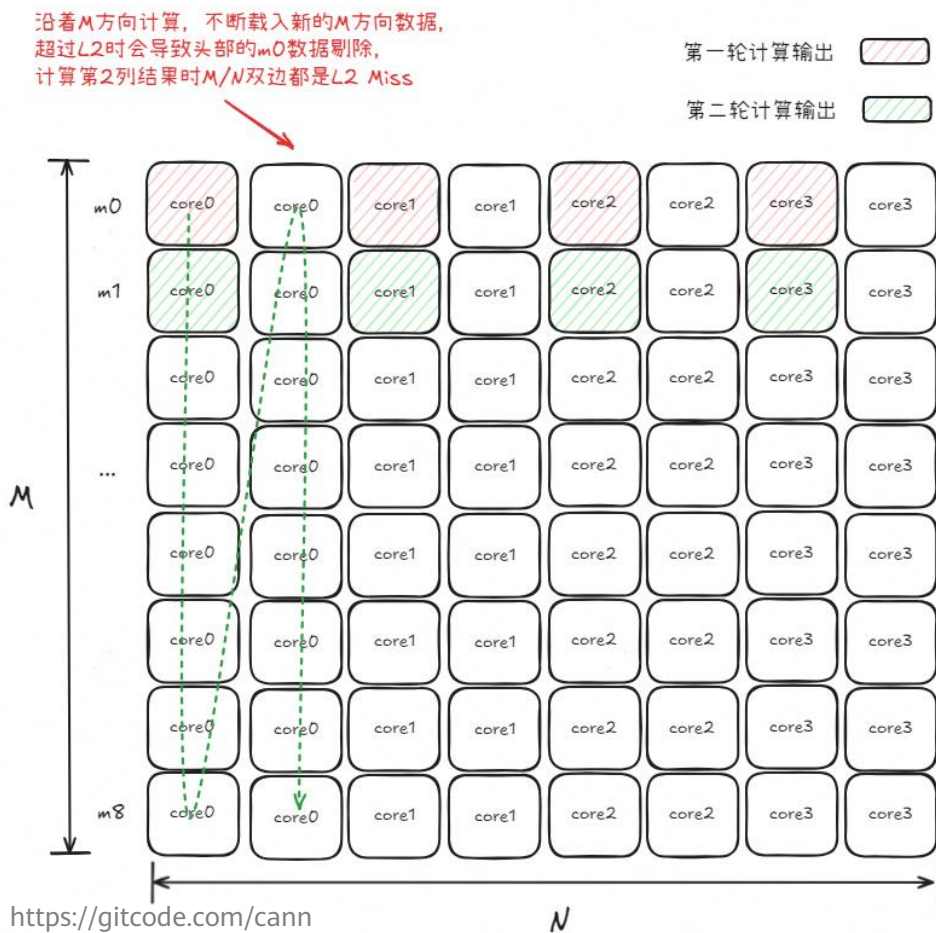 沿着M方向计算，不断载入新的M方向数据，
超过L2时会导致头部的m0数据剔除，
计算第2列结果时M/N双边都是L2 Miss
第一轮计算输出
第二轮计算输出
m0 core0 core0 core1 core1 core2 core2 core3 core3
m1 core0 core0 core1 core1 core2 core2 core3 core3
core0 core0 core1 core1 core2 core2 core3 core3
... core0 core0 core1 core1 core2 core2 core3 core3
M
core0 core0 core1 core1 core2 core2 core3 core3
core0 core0 core1 core1 core2 core2 core3 core3
core0 core0 core1 core1 core2 core2 core3 core3
m8 core0 core0 core1 core1 core2 core2 core3 core3
N
https://gitcode.com/cann